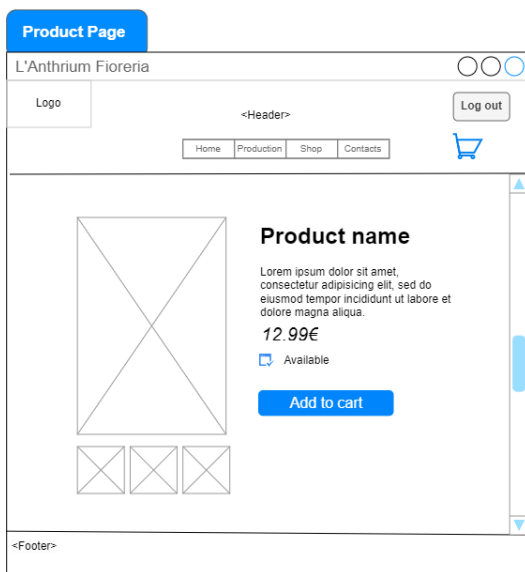 Product Page
L'Anthrium Fioreria
Logo
<Header>
Log out
Home Production Shop Contacts
Product name
Lorem ipsum dolor sit amet,
consectetur adipisicing elit, sed do
eiusmod tempor incididunt ut labore et
dolore magna aliqua.
12.99€
Available
Add to cart
<Footer>